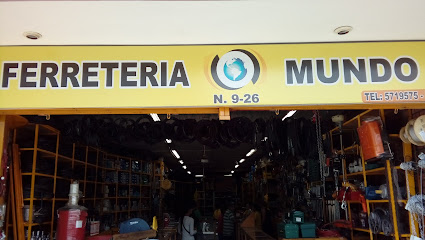 FERRETERIA MUNDO
N. 9-26
TEL: 5719575 -